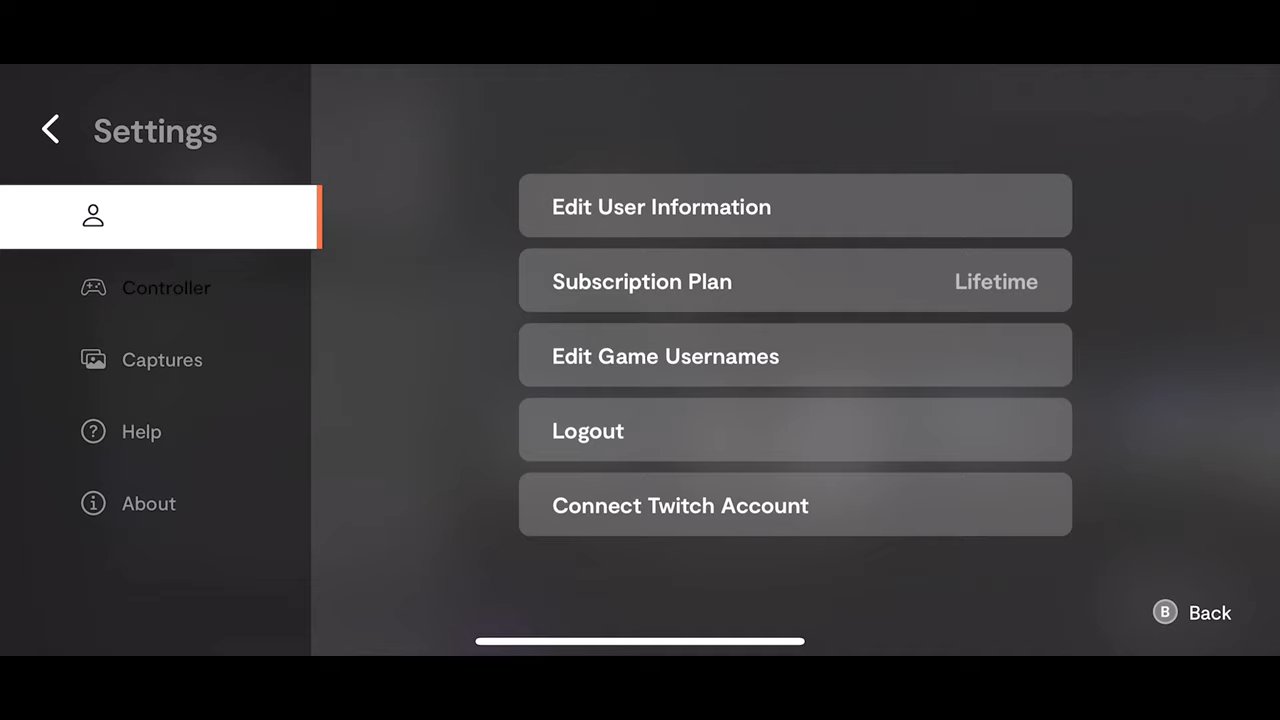 Settings
Controller
Captures
Help
About
Edit User Information
Subscription Plan Lifetime
Edit Game Usernames
Logout
Connect Twitch Account
B Back